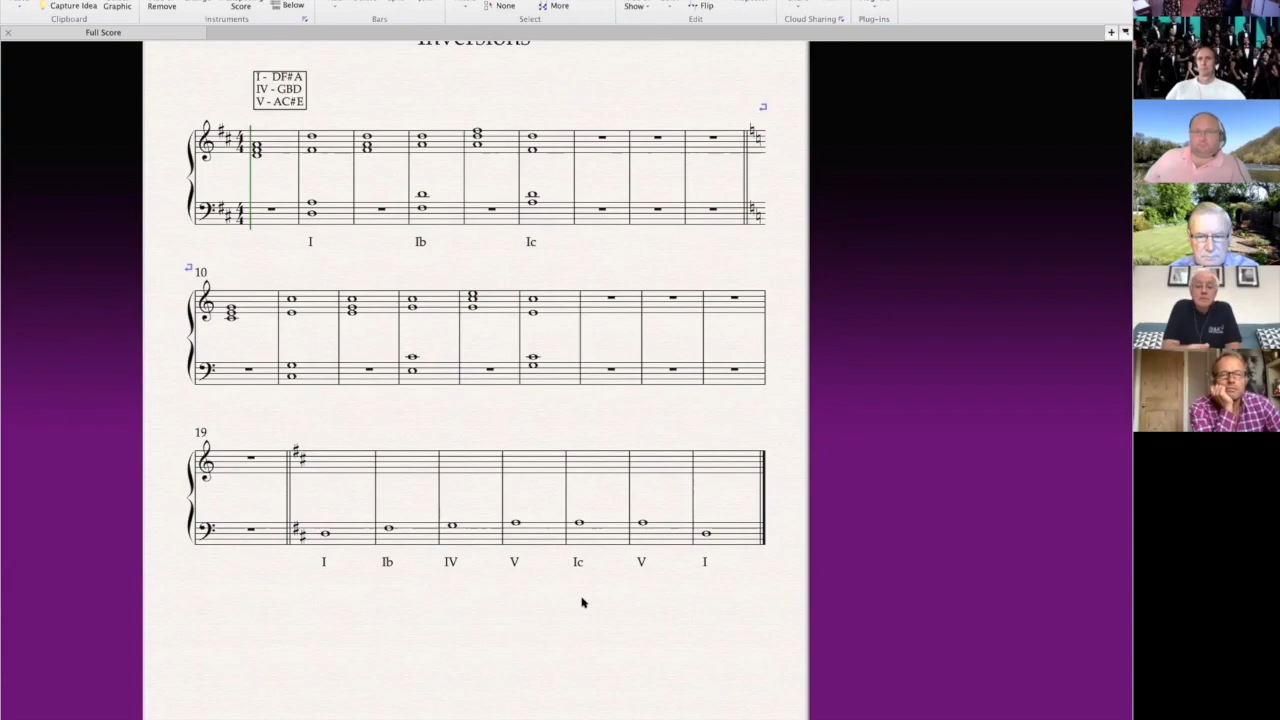 Capture Idea
Graphic
Remove
Score
Below
None
More
Show
Flip
Clipboard
Instruments
Bars
Select
Edit
Cloud Sharing
Plug-ins
Full Score
Inversions
I - DF#A
IV - GBD
V - AC#E
I Ib Ic
10
19
I Ib IV V Ic V I